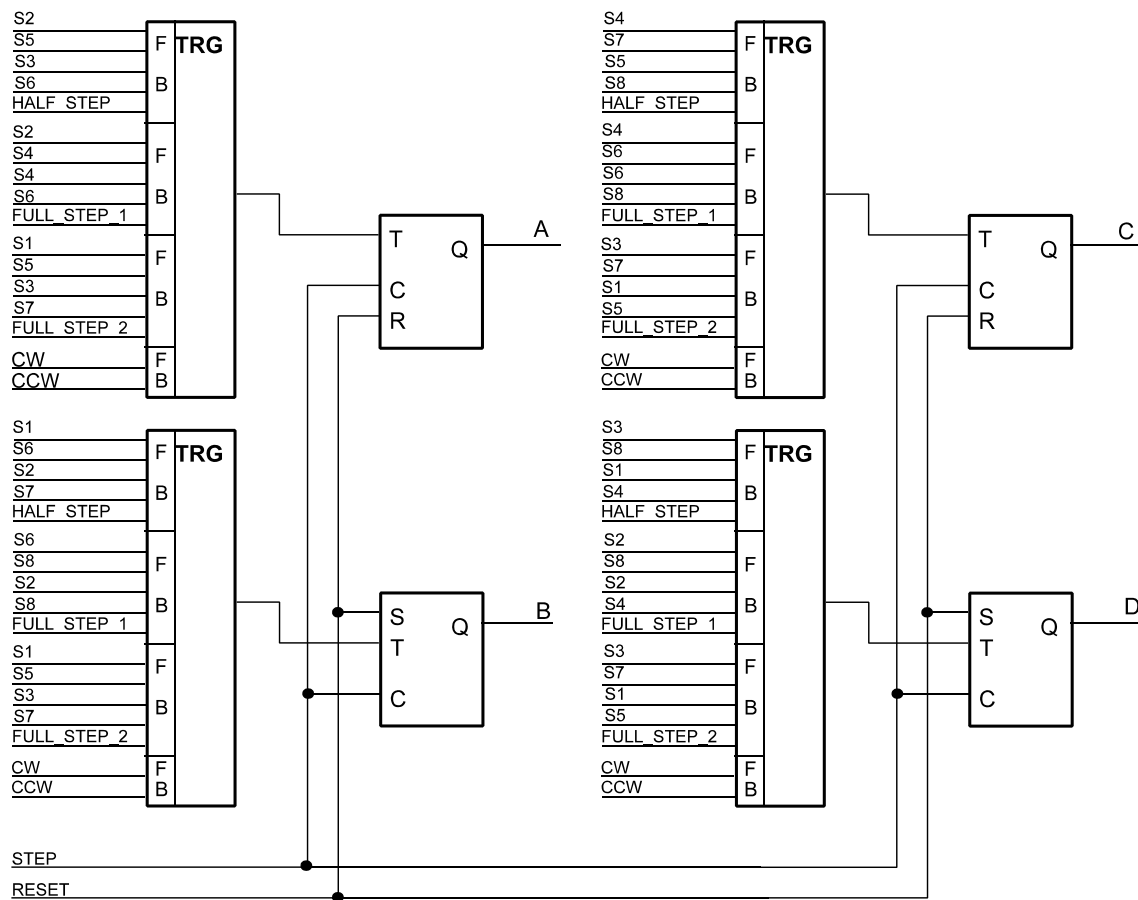 S2
S5
S3
S6
HALF_STEP
S2
S4
S4
S6
FULL_STEP_1
S1
S5
S3
S7
FULL_STEP_2
CW
CCW
F
B
F
B
F
B
F
B
TRG
T
C
R
Q
A
S4
S7
S5
S8
HALF_STEP
S4
S6
S6
S8
FULL_STEP_1
S3
S7
S1
S5
FULL_STEP_2
CW
CCW
F
B
F
B
F
B
F
B
TRG
T
C
R
Q
C
S1
S6
S2
S7
HALF_STEP
S6
S8
S2
S8
FULL_STEP_1
S1
S5
S3
S7
FULL_STEP_2
CW
CCW
F
B
F
B
F
B
F
B
TRG
S
T
C
Q
B
S3
S8
S1
S4
HALF_STEP
S2
S8
S2
S4
FULL_STEP_1
S3
S7
S1
S5
FULL_STEP_2
CW
CCW
F
B
F
B
F
B
F
B
TRG
S
T
C
Q
D
STEP
RESET